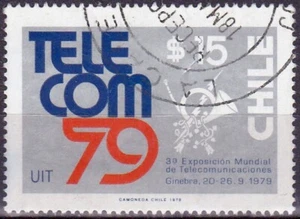 TELE
COM
79
UIT
$15
CHILE
3ª Exposición Mundial
de Telecomunicaciones
Ginebra, 20-26, 9 1979
CAMONEDA CHILE 1979